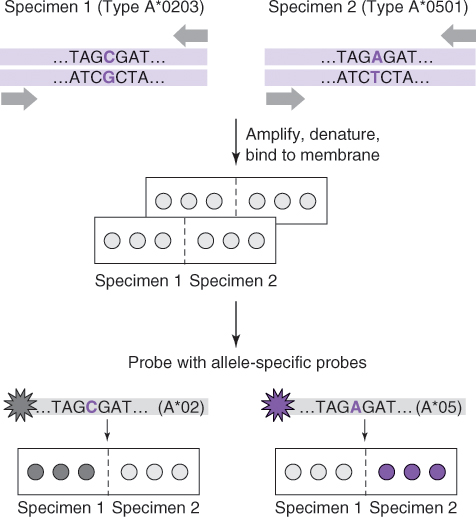 Specimen 1 (Type A*0203)
Specimen 2 (Type A*0501)
…TAGCGAT…
…ATCGCTA…
…TAGAGAT…
…ATCTCTA…
Amplify, denature,
bind to membrane
Specimen 1 Specimen 2
Probe with allele-specific probes
…TAGCGAT… (A*02)
…TAGAGAT… (A*05)
Specimen 1 Specimen 2
Specimen 1 Specimen 2